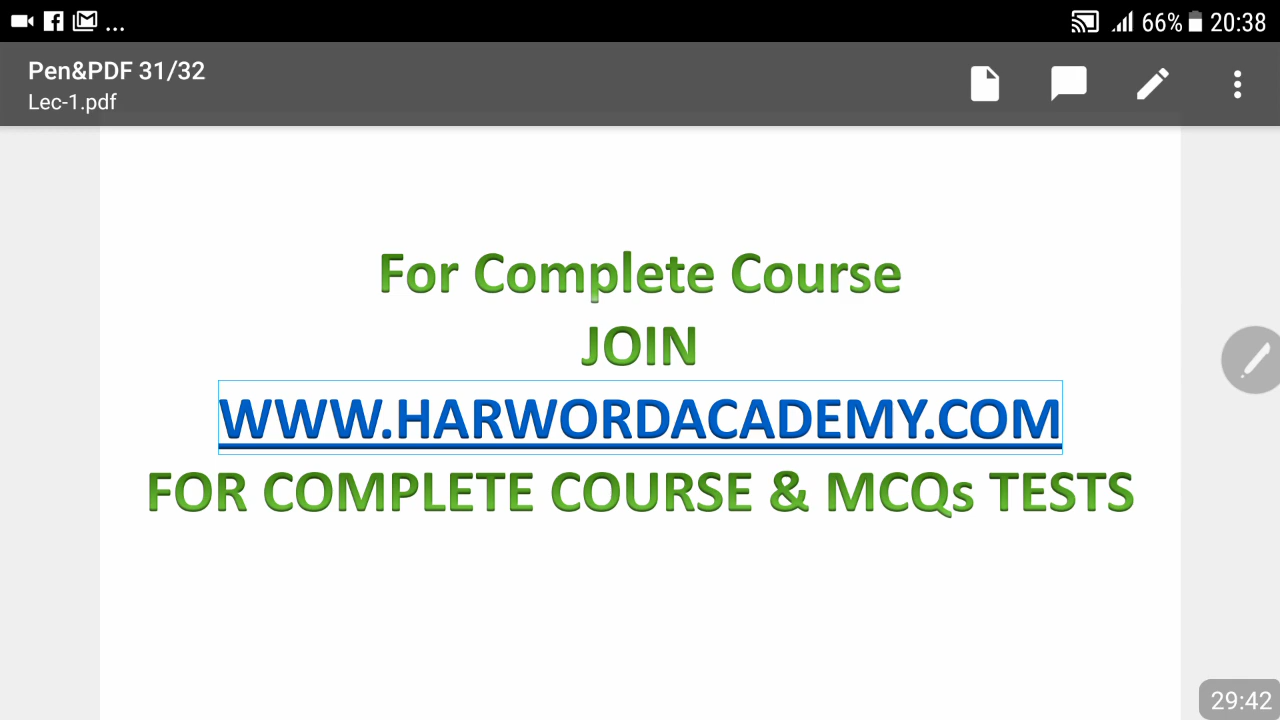 ... 66% 20:38
Pen&PDF 31/32
Lec-1.pdf
For Complete Course
JOIN
WWW.HARWORDACADEMY.COM
FOR COMPLETE COURSE & MCQs TESTS
29:42